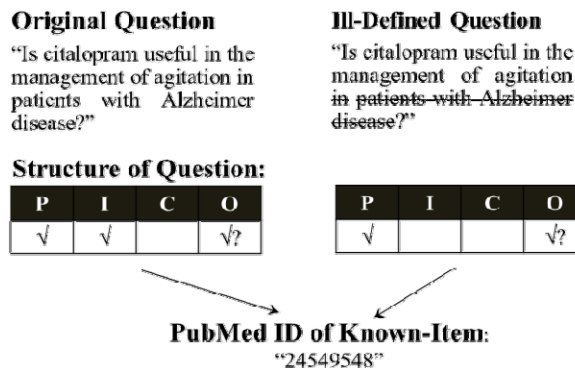 Original Question
“Is citalopram useful in the
management of agitation in
patients with Alzheimer
disease?”
Ill-Defined Question
“Is citalopram useful in the
management of agitation
in patients with Alzheimer
disease?”
Structure of Question:
P I C O
√ √ √?
P I C O
√ √?
PubMed ID of Known-Item:
“24549548”